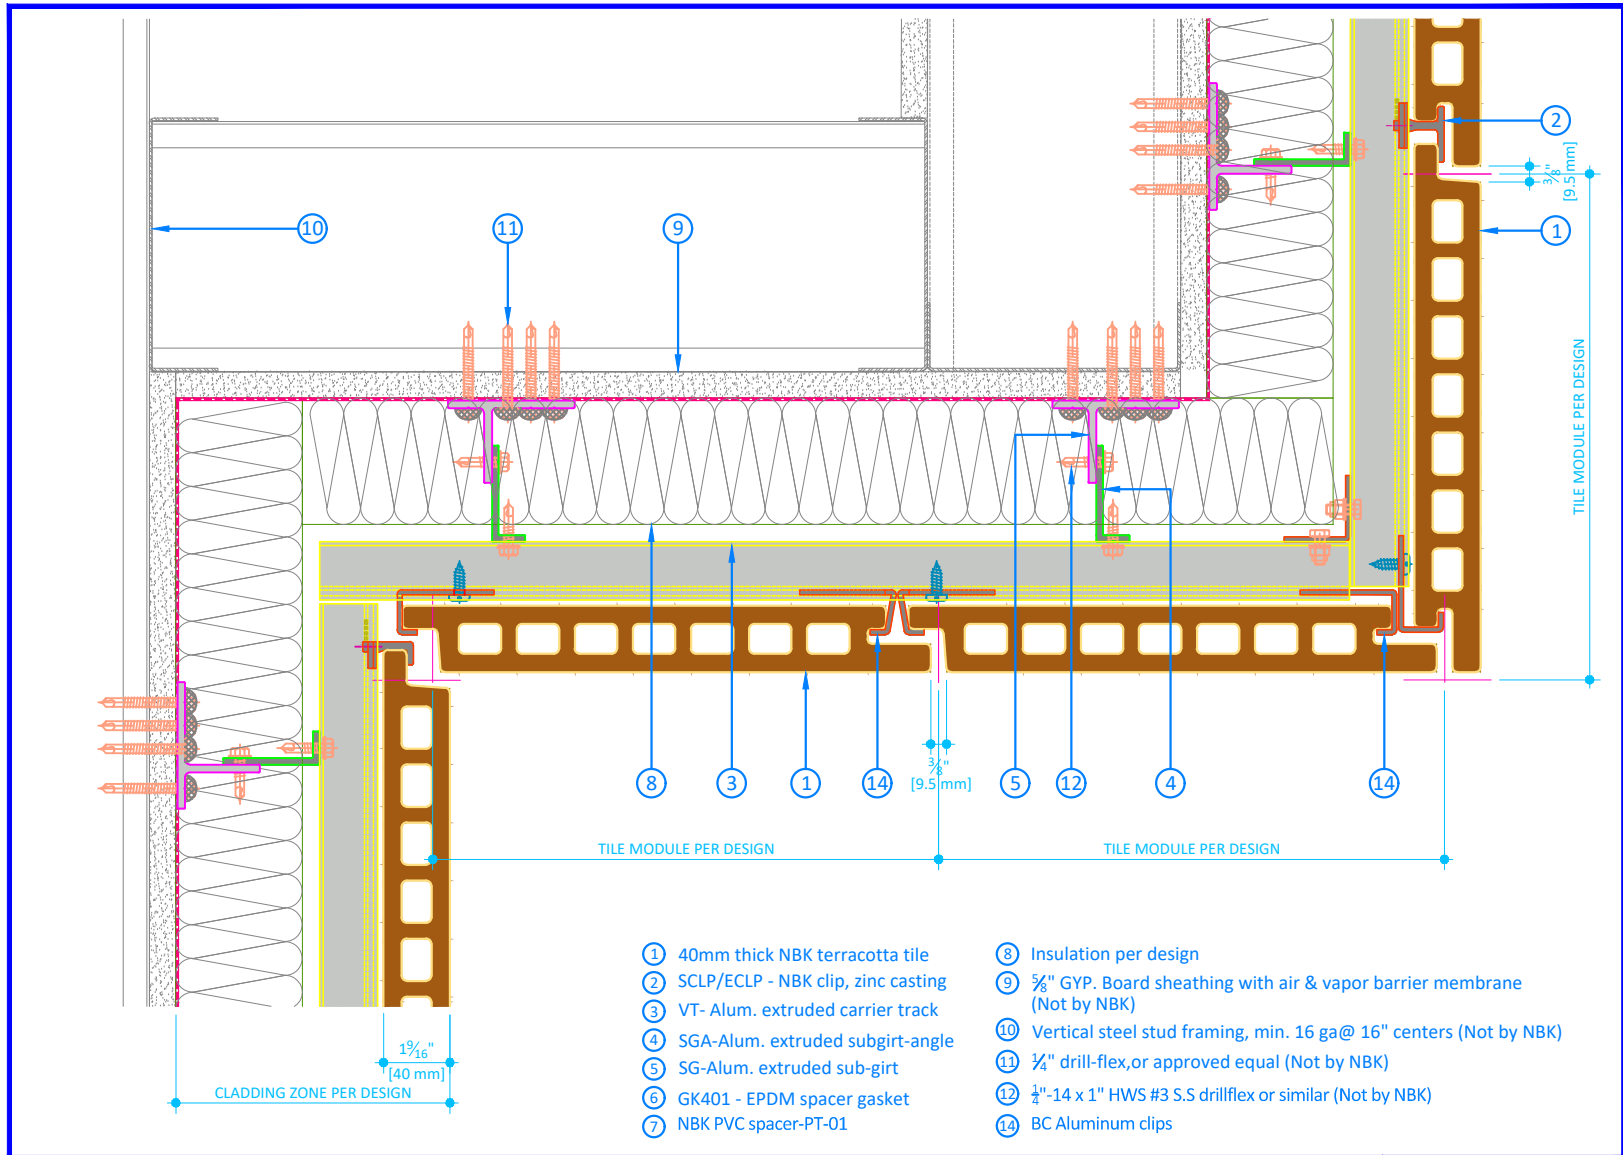 2
3/8"
[9.5 mm]
1
10
11
9
TILE MODULE PER DESIGN
8
3
1
14
3/8"
[9.5 mm]
5
12
4
14
TILE MODULE PER DESIGN
TILE MODULE PER DESIGN
1 9/16"
[40 mm]
CLADDING ZONE PER DESIGN
1 40mm thick NBK terracotta tile
2 SCLP/ECLP - NBK clip, zinc casting
3 VT- Alum. extruded carrier track
4 SGA-Alum. extruded subgirt-angle
5 SG-Alum. extruded sub-girt
6 GK401 - EPDM spacer gasket
7 NBK PVC spacer-PT-01
8 Insulation per design
9 5/8" GYP. Board sheathing with air & vapor barrier membrane
(Not by NBK)
10 Vertical steel stud framing, min. 16 ga@ 16" centers (Not by NBK)
11 1/4" drill-flex,or approved equal (Not by NBK)
12 1/4"-14 x 1" HWS #3 S.S drillflex or similar (Not by NBK)
14 BC Aluminum clips